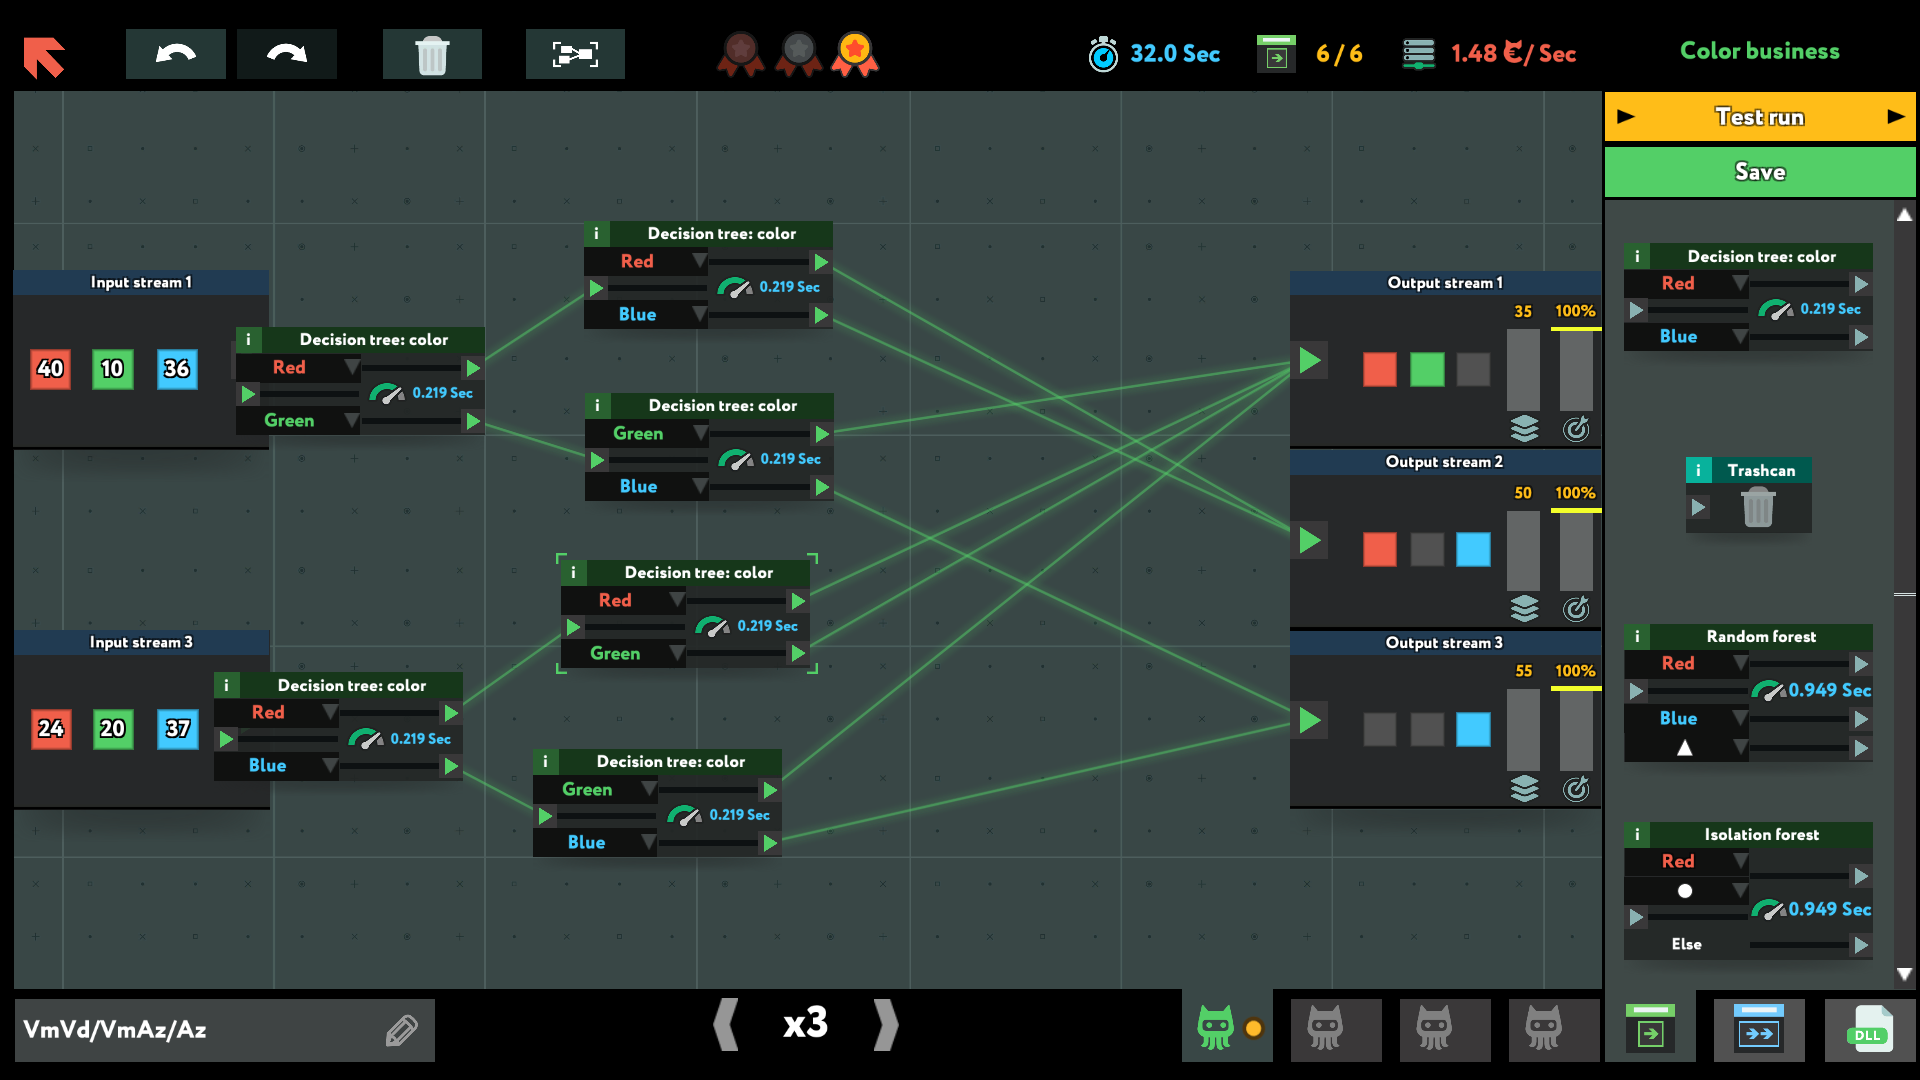 32.0 Sec
6/6
1.48 €/ Sec
Color business
Test run
Save
Input stream 1
40 10 36
i Decision tree: color
Red
0.219 Sec
Green
i Decision tree: color
Red
0.219 Sec
Blue
i Decision tree: color
Green
0.219 Sec
Blue
i Decision tree: color
Red
0.219 Sec
Green
Input stream 3
24 20 37
i Decision tree: color
Red
0.219 Sec
Blue
i Decision tree: color
Green
0.219 Sec
Blue
Output stream 1
35 100%
Output stream 2
50 100%
Output stream 3
55 100%
i Decision tree: color
Red
0.219 Sec
Blue
i Trashcan
i Random forest
Red
0.949 Sec
Blue
i Isolation forest
Red
0.949 Sec
Else
VmVd/VmAz/Az
x3
DLL